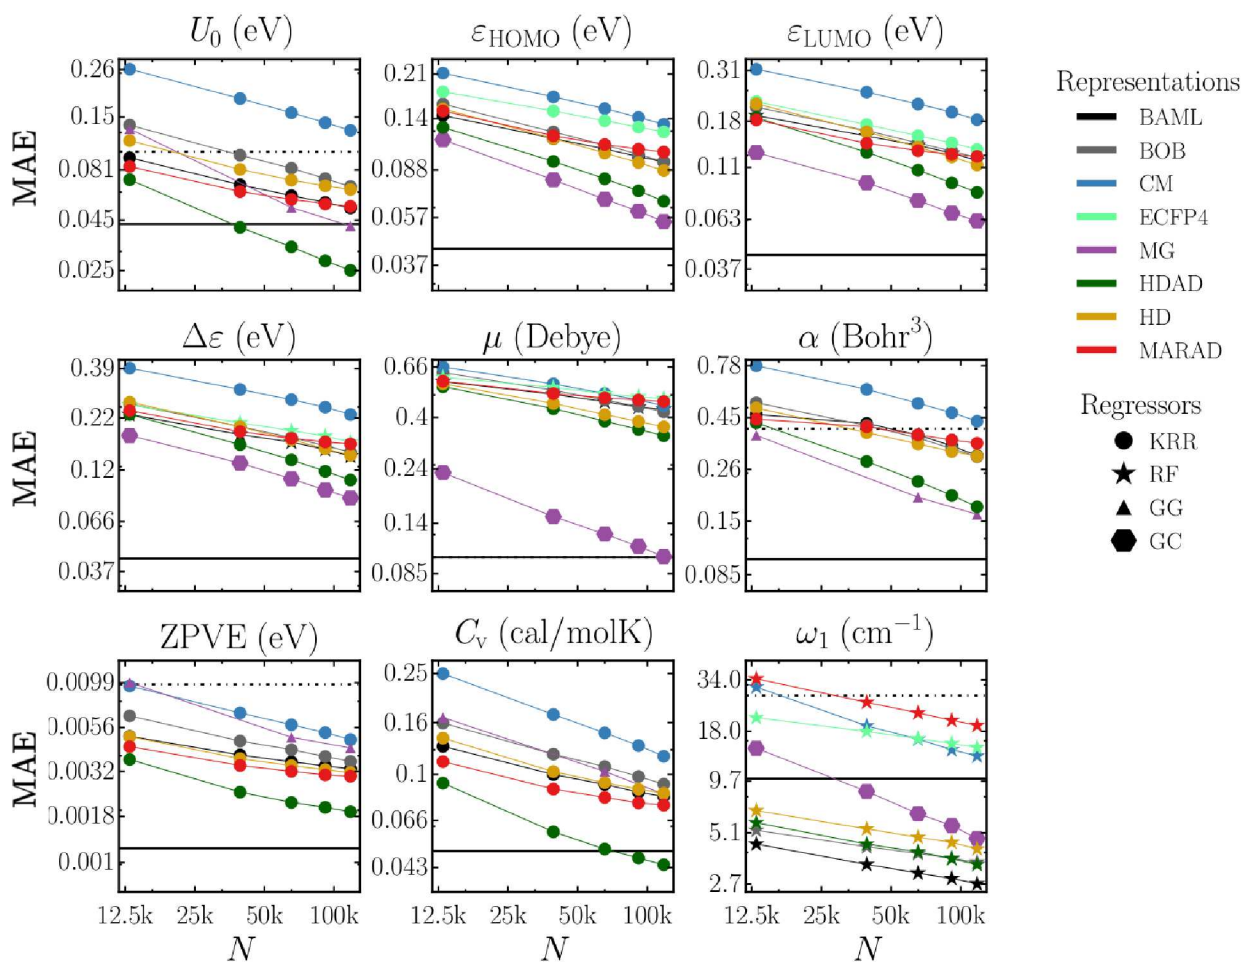 U₀ (eV)
ε_HOMO (eV)
ε_LUMO (eV)
MAE
0.26
0.15
0.081
0.045
0.025
0.21
0.14
0.088
0.057
0.037
0.31
0.18
0.11
0.063
0.037
Representations
BAML
BOB
CM
ECFP4
MG
HDAD
HD
MARAD
Regressors
KRR
RF
GG
GC
Δε (eV)
μ (Debye)
α (Bohr³)
MAE
0.39
0.22
0.12
0.066
0.037
0.66
0.4
0.24
0.14
0.085
0.78
0.45
0.26
0.15
0.085
ZPVE (eV)
C_v (cal/molK)
ω₁ (cm⁻¹)
MAE
0.0099
0.0056
0.0032
0.0018
0.001
0.25
0.16
0.1
0.066
0.043
34.0
18.0
9.7
5.1
2.7
12.5k 25k 50k 100k
12.5k 25k 50k 100k
12.5k 25k 50k 100k
N
N
N